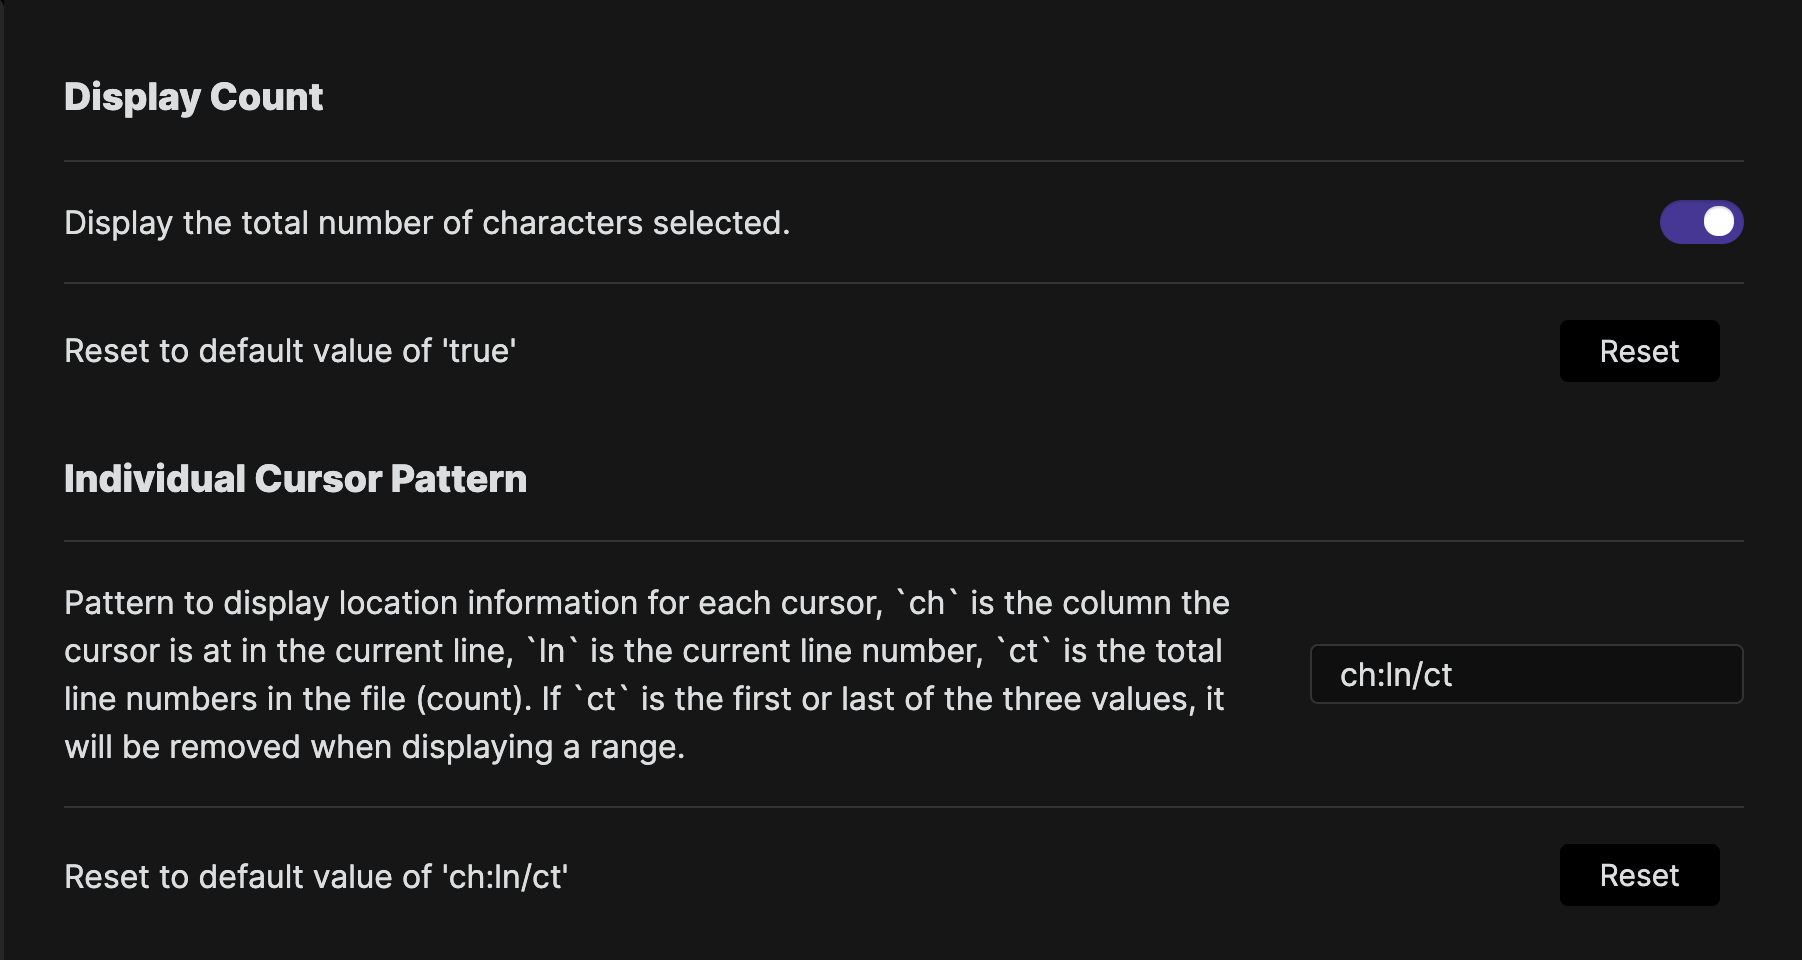 Display Count
Display the total number of characters selected.
Reset to default value of 'true'
Reset
Individual Cursor Pattern
Pattern to display location information for each cursor, `ch` is the column the
cursor is at in the current line, `ln` is the current line number, `ct` is the total
line numbers in the file (count). If `ct` is the first or last of the three values, it
will be removed when displaying a range.
ch:ln/ct
Reset to default value of 'ch:ln/ct'
Reset